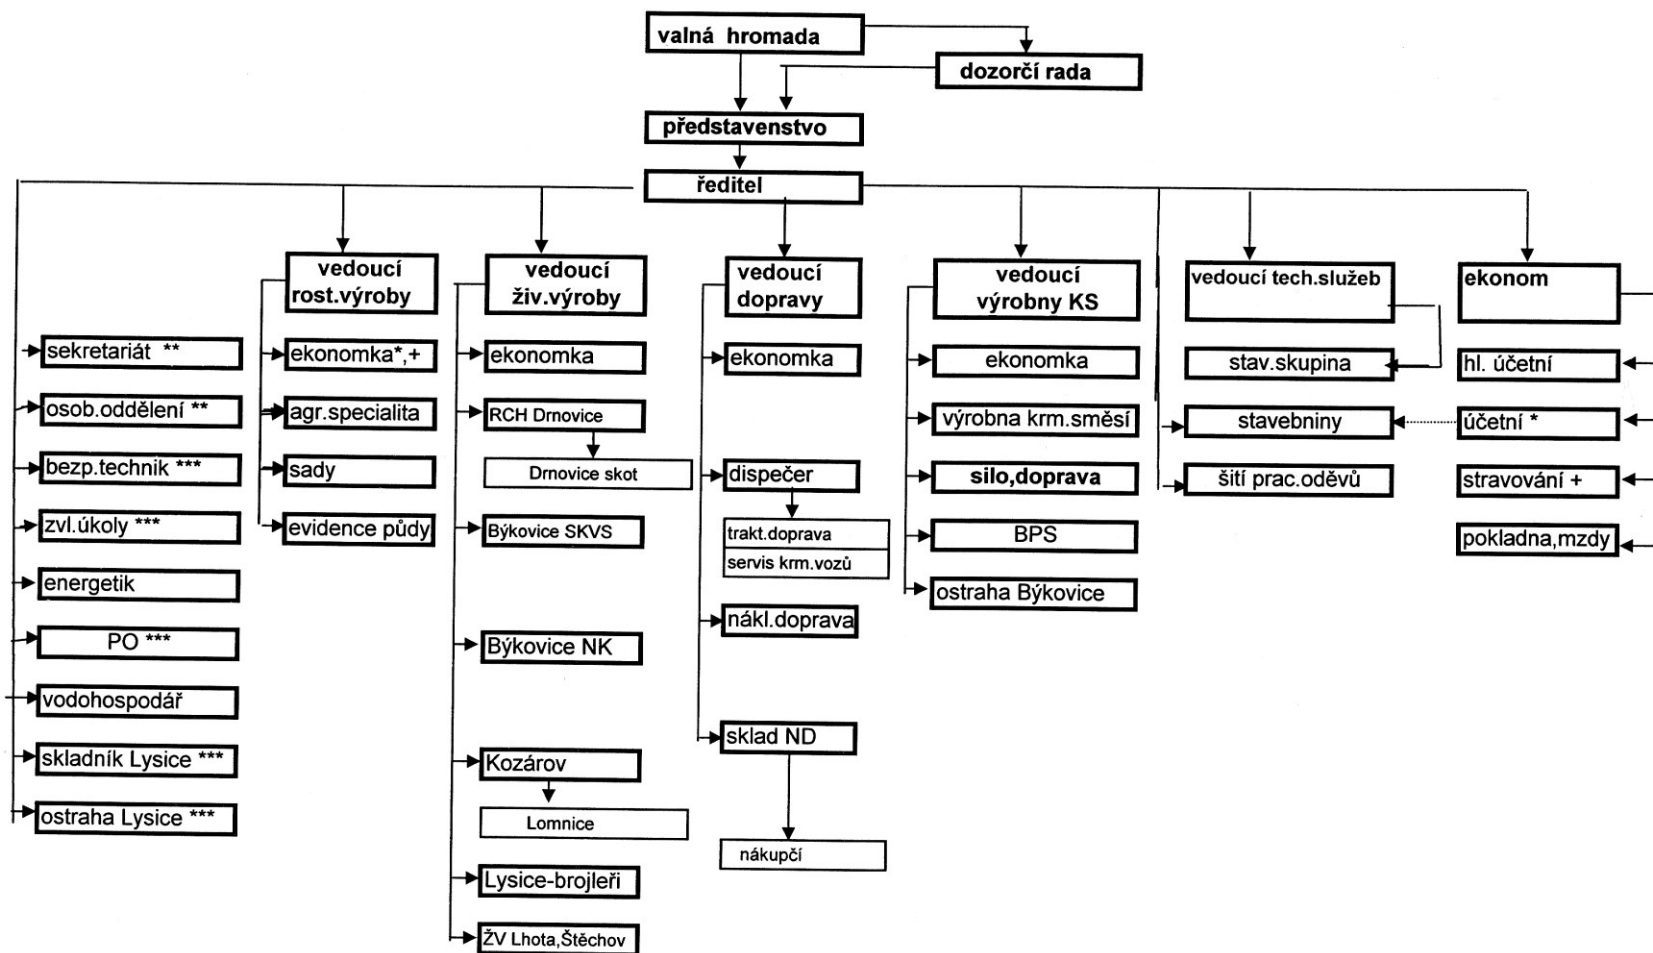 valná hromada
dozorčí rada
představenstvo
ředitel
vedoucí
rost.výroby
vedoucí
živ.výroby
vedoucí
dopravy
vedoucí
výrobny KS
vedoucí tech.služeb
ekonom
sekretariát **
osob.oddělení **
bezp.technik ***
zvl.úkoly ***
energetik
PO ***
vodohospodář
skladník Lysice ***
ostraha Lysice ***
ekonomka*,+
agr.specialita
sady
evidence půdy
ekonomka
RCH Drnovice
Drnovice skot
Býkovice SKVS
Býkovice NK
Kozárov
Lomnice
Lysice-brojleři
ŽV Lhota,Štěchov
ekonomka
dispečer
trakt.doprava
servis krm.vozů
nákl.doprava
sklad ND
nákupčí
ekonomka
výrobna krm.směsí
silo,doprava
BPS
ostraha Býkovice
stav.skupina
stavebniny
šití prac.oděvů
hl. účetní
účetní *
stravování +
pokladna,mzdy